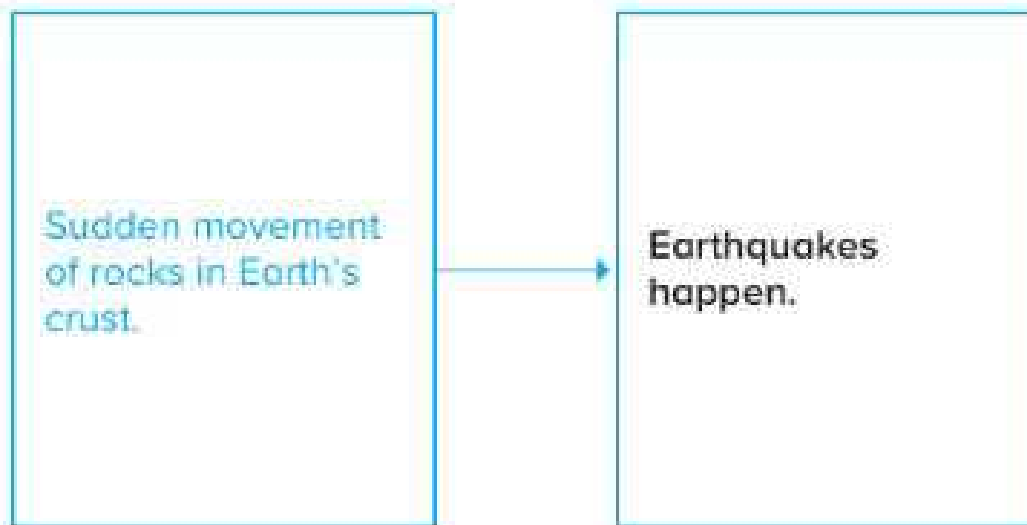 Sudden movement
of rocks in Earth's
crust.
Earthquakes
happen.